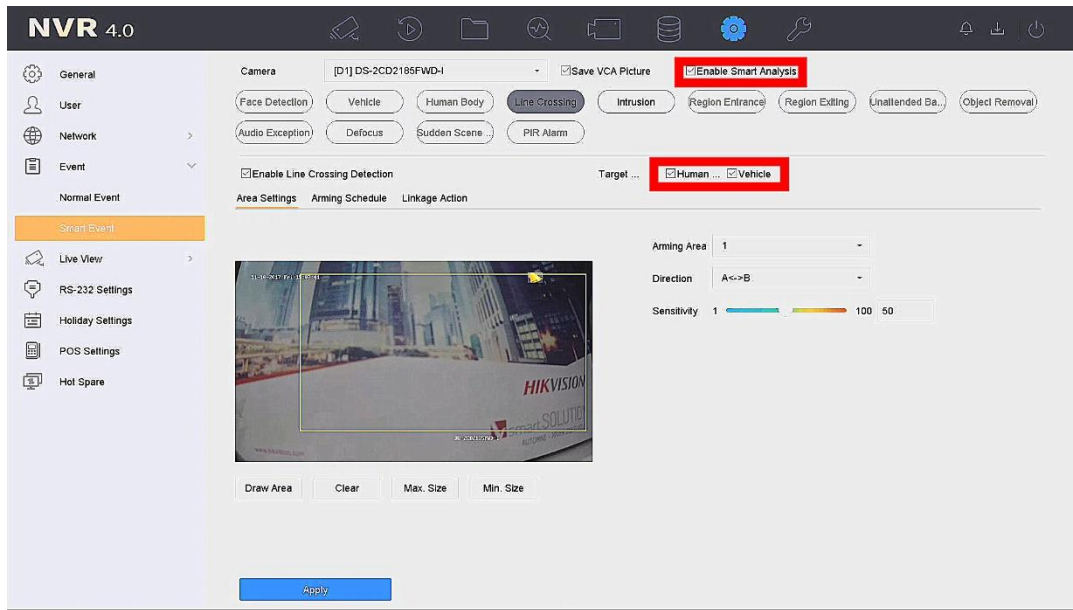 NVR 4.0
General
User
Network
Event
Normal Event
Smart Event
Live View
RS-232 Settings
Holiday Settings
POS Settings
Hot Spare
Camera [D1] DS-2CD2185FWD-I Save VCA Picture Enable Smart Analysis
Face Detection Vehicle Human Body Line Crossing Intrusion Region Entrance Region Exiting Unattended Ba... Object Removal
Audio Exception Defocus Sudden Scene ... PIR Alarm
Enable Line Crossing Detection Target ... Human ... Vehicle
Area Settings Arming Schedule Linkage Action
Arming Area 1
Direction A<->B
Sensitivity 1 100 50
HIKVISION
smart SOLUTIO
Draw Area Clear Max. Size Min. Size
Apply